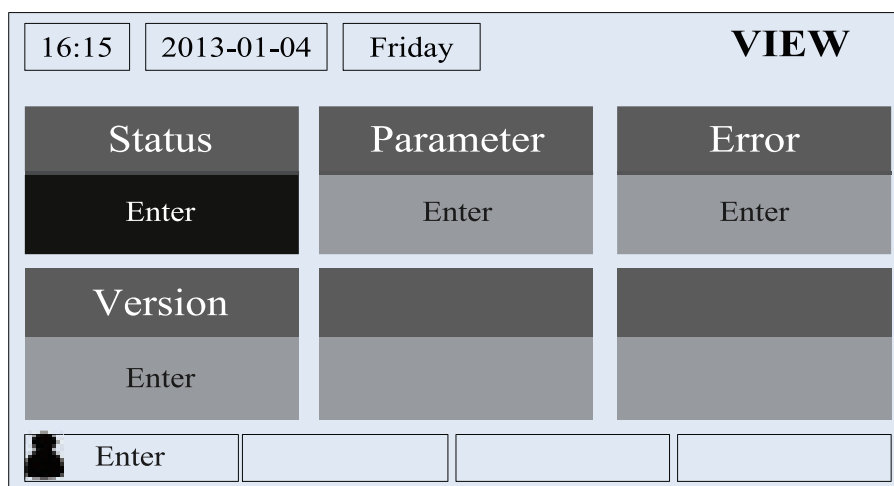 16:15 2013-01-04 Friday VIEW
Status Parameter Error
Enter Enter Enter
Version
Enter
Enter